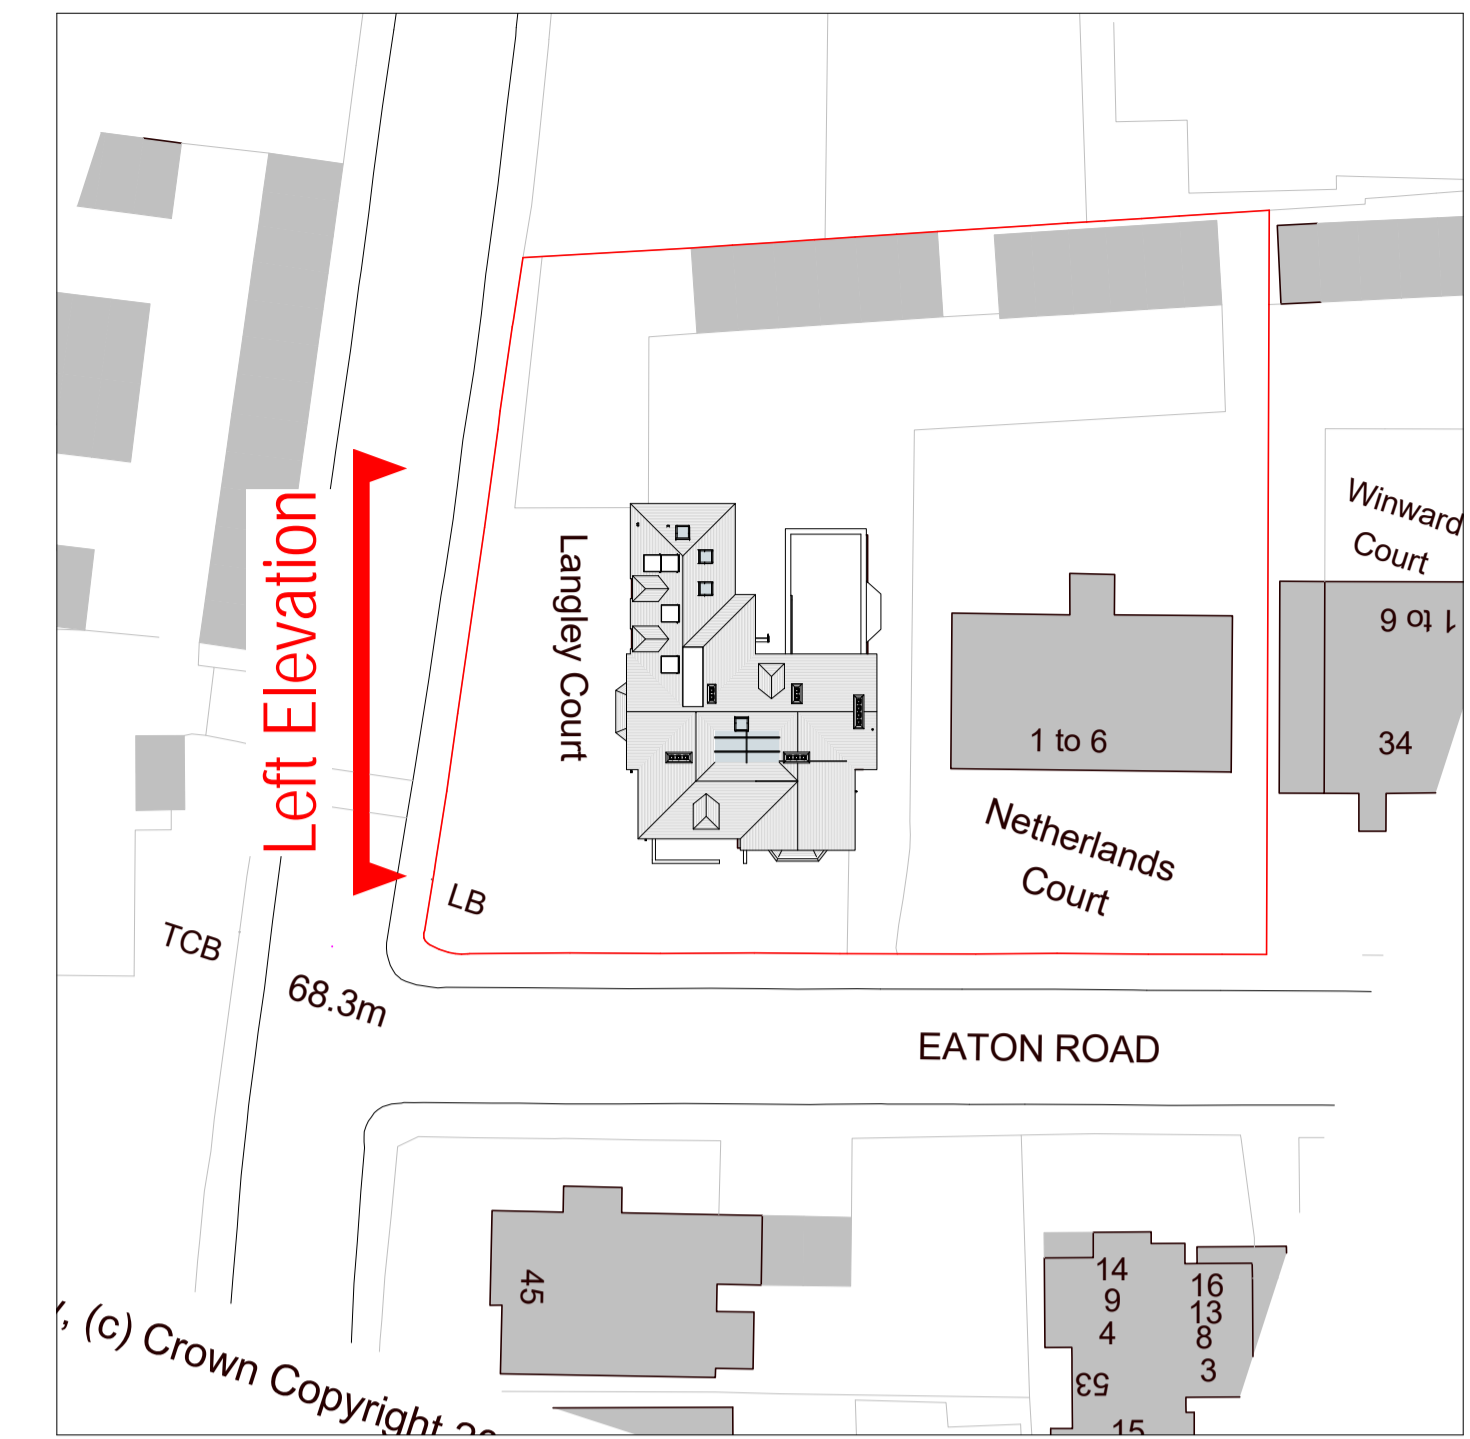 Winward
Court
1 to 6
34
Left Elevation
Langley Court
1 to 6
Netherlands
Court
LB
TCB
68.3m
EATON ROAD
45
14
9
4
53
15
16
13
8
3
, (c) Crown Copyright